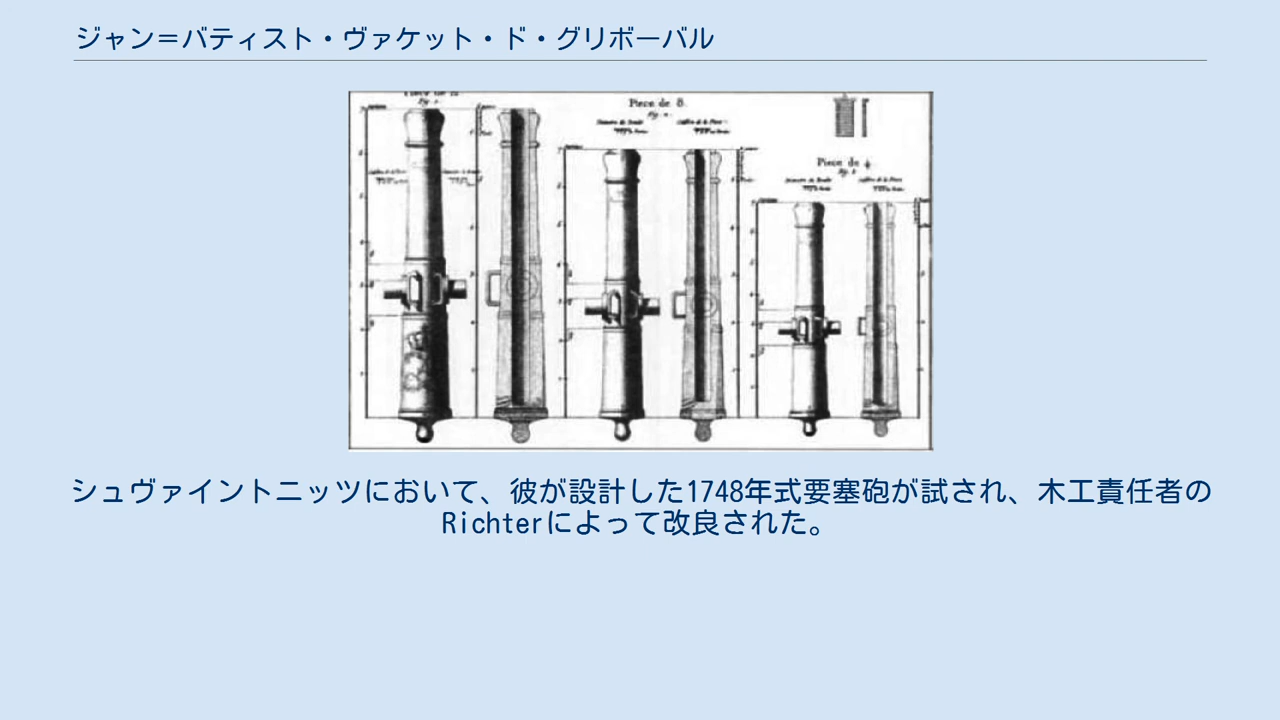 ジャン＝バティスト・ヴァケット・ド・グリボーバル
Piece de 8.
Piece de 4.
シュヴァイントニッツにおいて、彼が設計した1748年式要塞砲が試され、木工責任者の
Richterによって改良された。